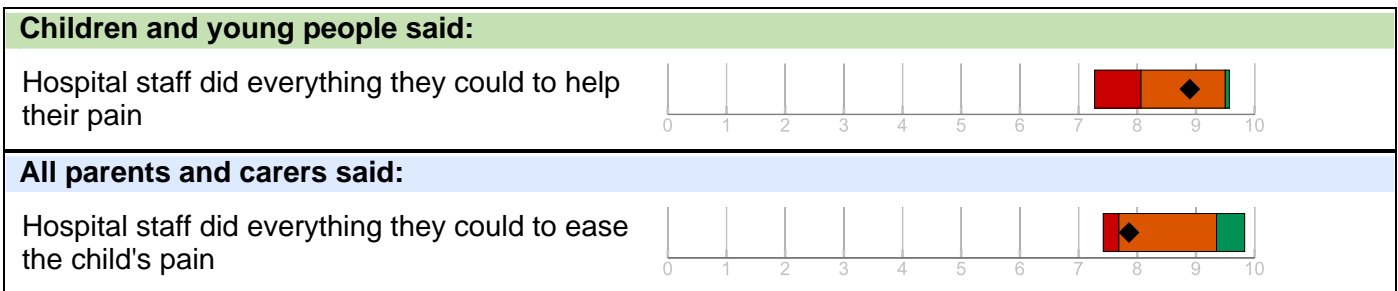 Children and young people said:
Hospital staff did everything they could to help
their pain
0 1 2 3 4 5 6 7 8 9 10
All parents and carers said:
Hospital staff did everything they could to ease
the child's pain
0 1 2 3 4 5 6 7 8 9 10